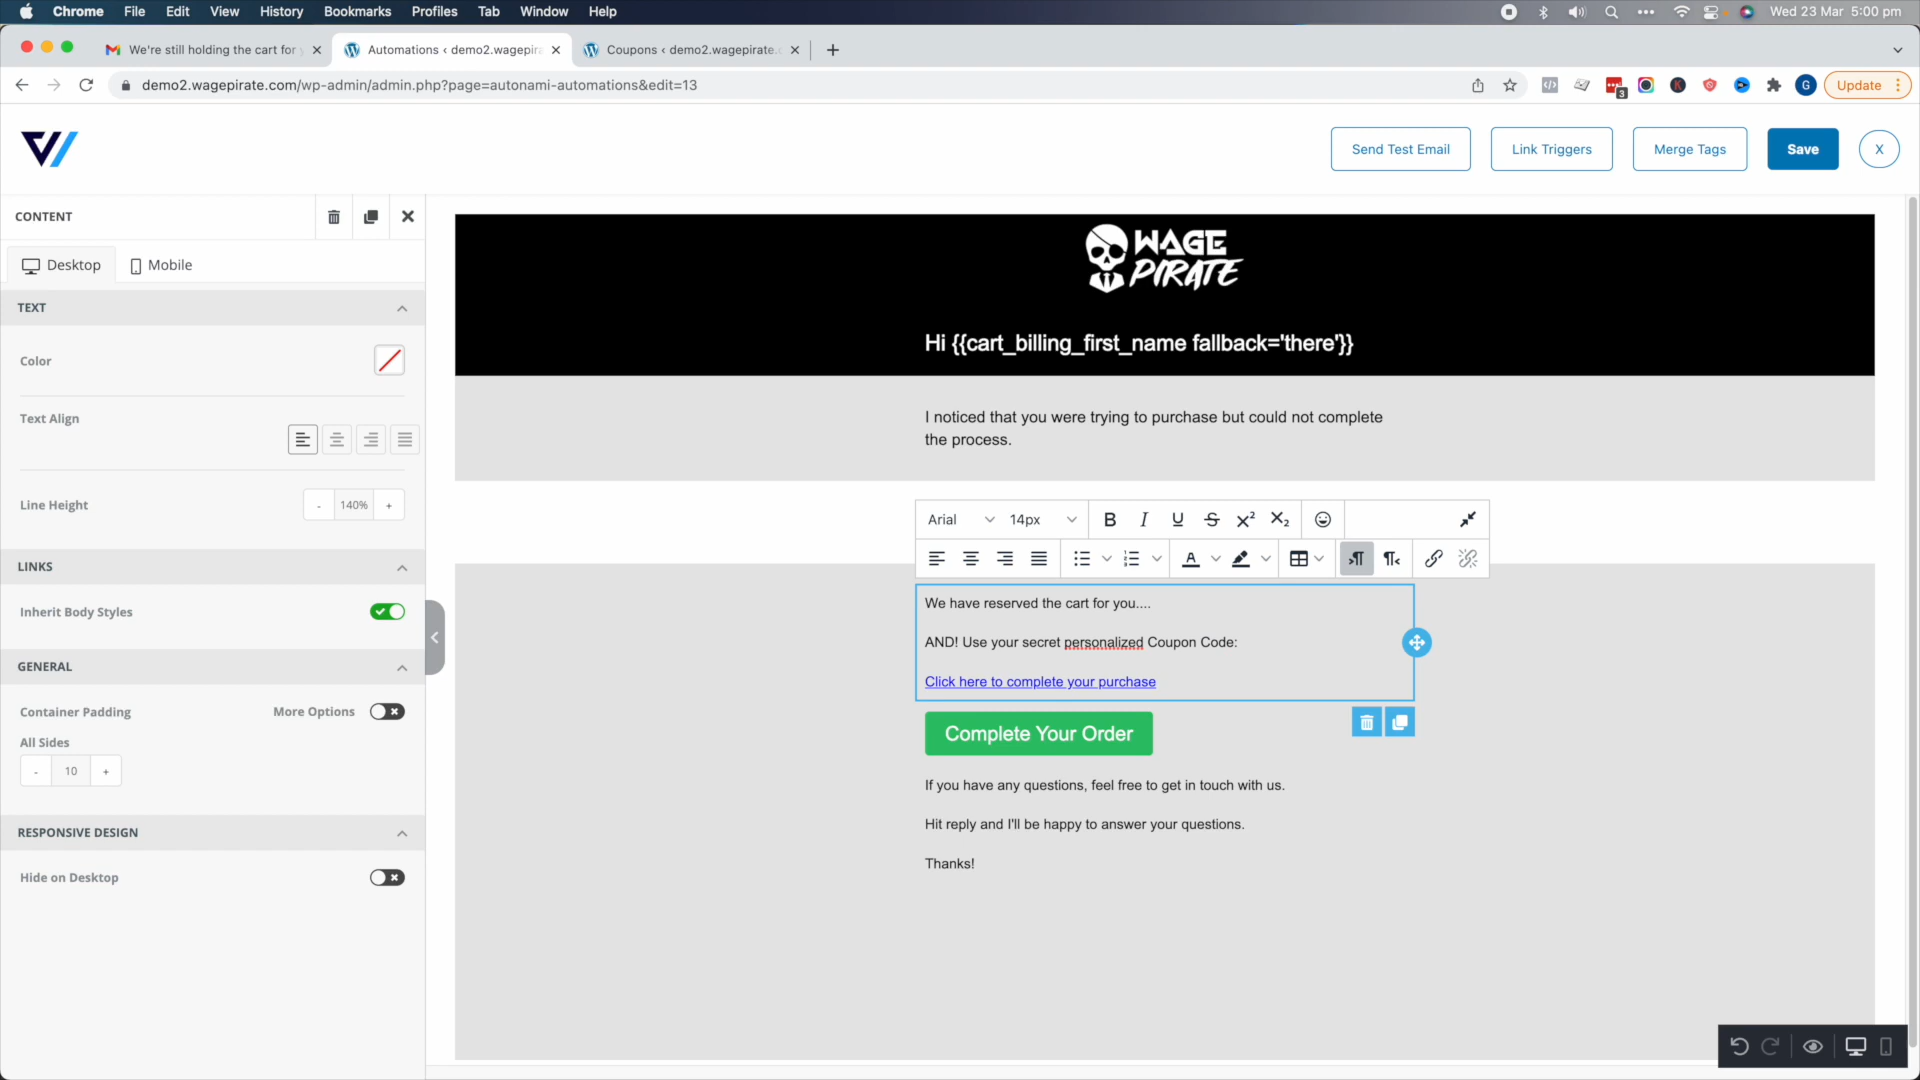 Chrome File Edit View History Bookmarks Profiles Tab Window Help
Wed 23 Mar 5:00 pm
We're still holding the cart for
Automations ‹ demo2.wagepira
Coupons ‹ demo2.wagepirate.c
demo2.wagepirate.com/wp-admin/admin.php?page=autonami-automations&edit=13
3
G
Update
Send Test Email
Link Triggers
Merge Tags
Save
X
CONTENT
Desktop
Mobile
TEXT
Color
Text Align
Line Height
- 140% +
LINKS
Inherit Body Styles
GENERAL
Container Padding
More Options
All Sides
- 10 +
RESPONSIVE DESIGN
Hide on Desktop
WAGE
PIRATE
Hi {{cart_billing_first_name fallback='there'}}
I noticed that you were trying to purchase but could not complete
the process.
Arial
14px
We have reserved the cart for you....
AND! Use your secret personalized Coupon Code:
Click here to complete your purchase
Complete Your Order
If you have any questions, feel free to get in touch with us.
Hit reply and I'll be happy to answer your questions.
Thanks!